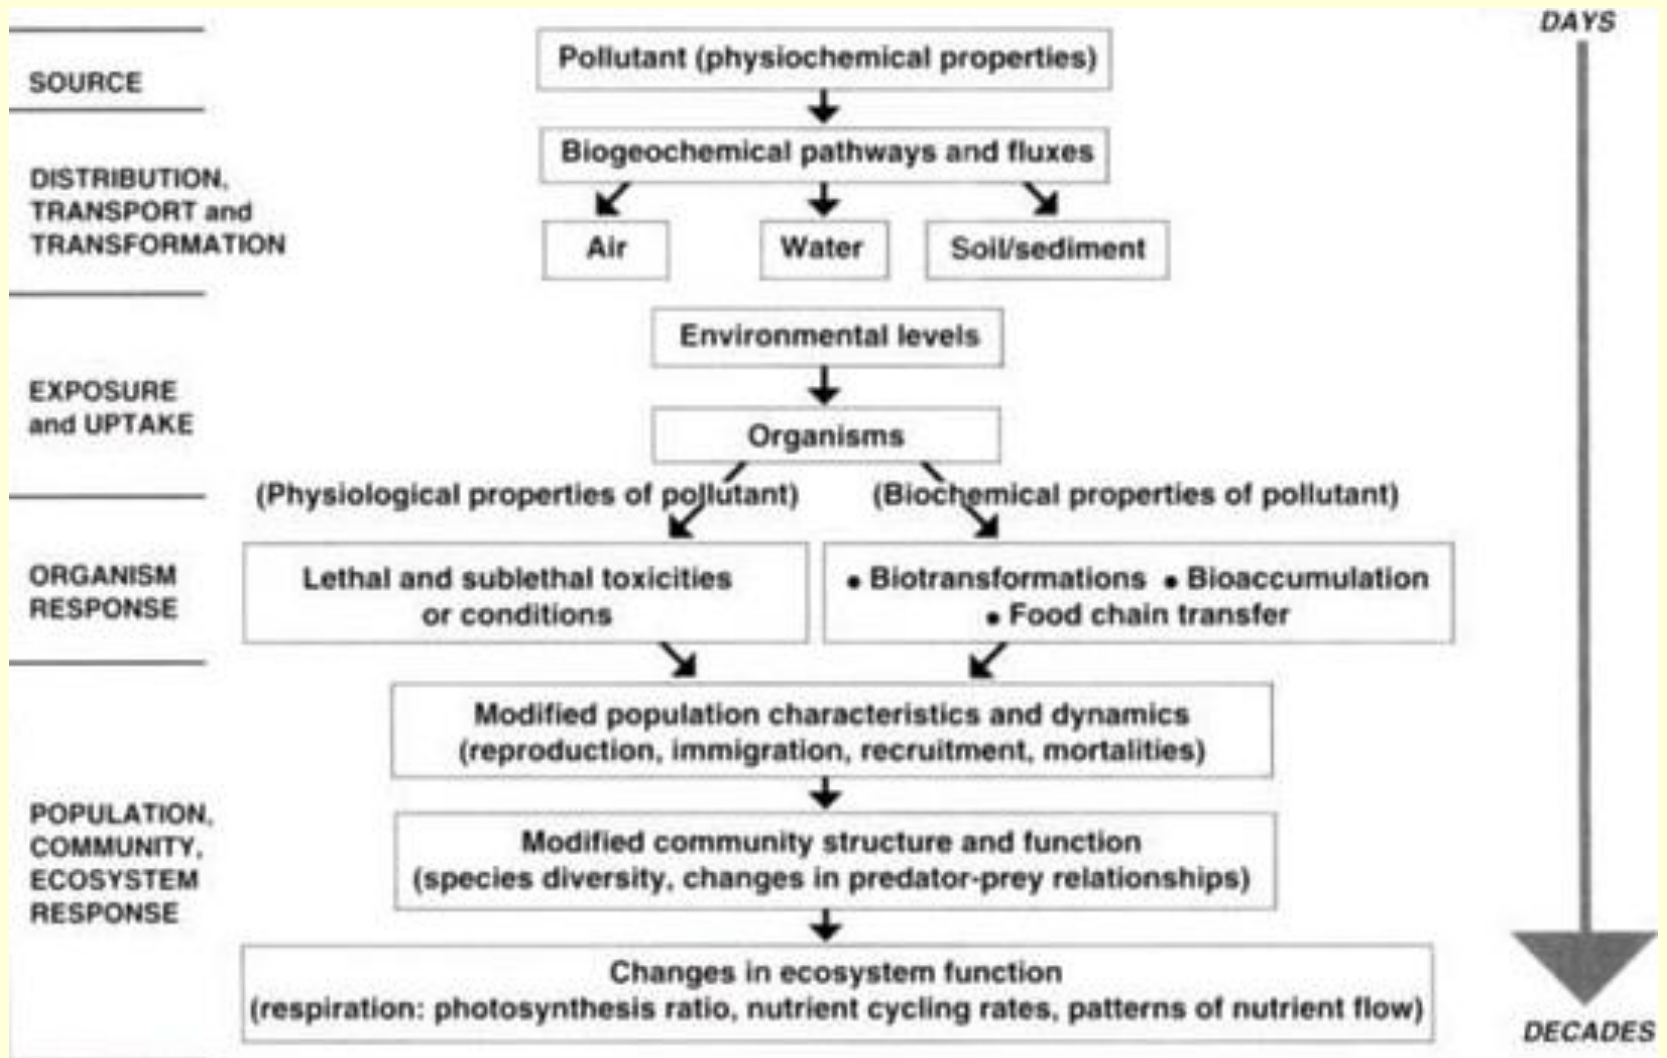 DAYS
Pollutant (physiochemical properties)
SOURCE
Biogeochemical pathways and fluxes
DISTRIBUTION,
TRANSPORT and
TRANSFORMATION
Air
Water
Soil/sediment
Environmental levels
EXPOSURE
and UPTAKE
Organisms
(Physiological properties of pollutant)
(Biochemical properties of pollutant)
ORGANISM
RESPONSE
Lethal and sublethal toxicities
or conditions
• Biotransformations • Bioaccumulation
• Food chain transfer
Modified population characteristics and dynamics
(reproduction, immigration, recruitment, mortalities)
POPULATION,
COMMUNITY,
ECOSYSTEM
RESPONSE
Modified community structure and function
(species diversity, changes in predator-prey relationships)
Changes in ecosystem function
(respiration: photosynthesis ratio, nutrient cycling rates, patterns of nutrient flow)
DECADES